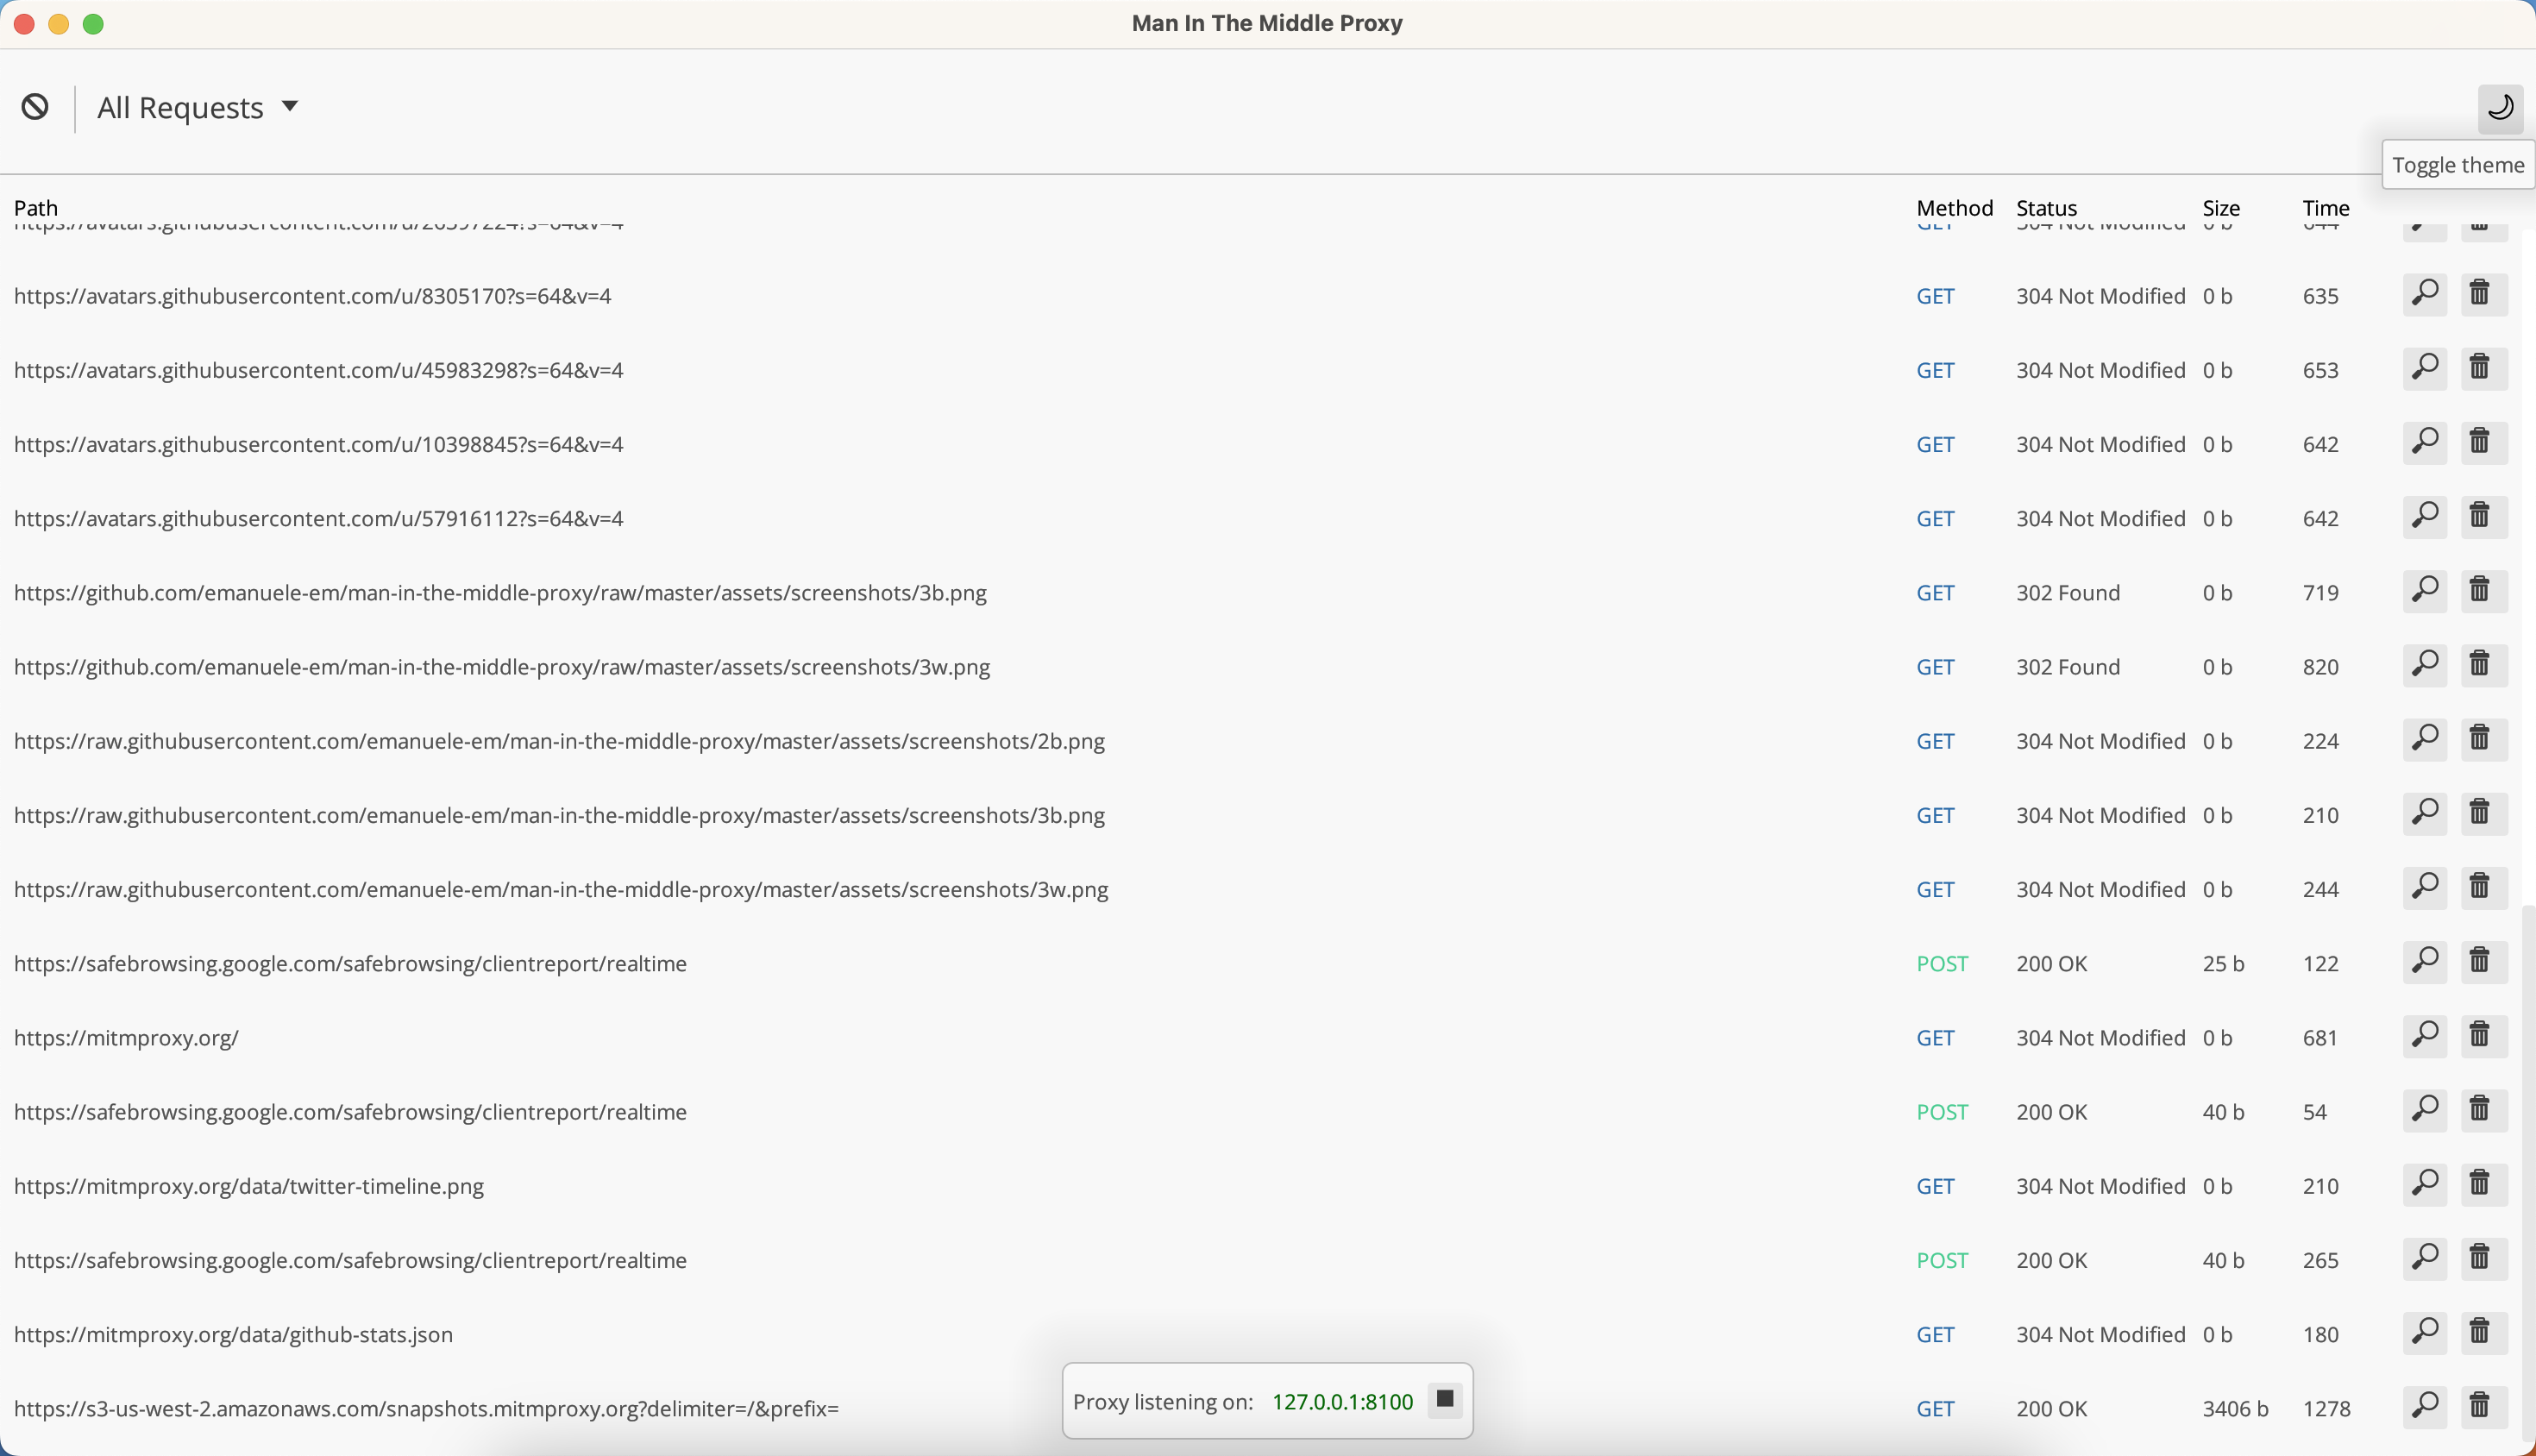 Man In The Middle Proxy
All Requests
Toggle theme
Path Method Status Size Time
https://avatars.githubusercontent.com/u/8305170?s=64&v=4 GET 304 Not Modified 0 b 635
https://avatars.githubusercontent.com/u/45983298?s=64&v=4 GET 304 Not Modified 0 b 653
https://avatars.githubusercontent.com/u/10398845?s=64&v=4 GET 304 Not Modified 0 b 642
https://avatars.githubusercontent.com/u/57916112?s=64&v=4 GET 304 Not Modified 0 b 642
https://github.com/emanuele-em/man-in-the-middle-proxy/raw/master/assets/screenshots/3b.png GET 302 Found 0 b 719
https://github.com/emanuele-em/man-in-the-middle-proxy/raw/master/assets/screenshots/3w.png GET 302 Found 0 b 820
https://raw.githubusercontent.com/emanuele-em/man-in-the-middle-proxy/master/assets/screenshots/2b.png GET 304 Not Modified 0 b 224
https://raw.githubusercontent.com/emanuele-em/man-in-the-middle-proxy/master/assets/screenshots/3b.png GET 304 Not Modified 0 b 210
https://raw.githubusercontent.com/emanuele-em/man-in-the-middle-proxy/master/assets/screenshots/3w.png GET 304 Not Modified 0 b 244
https://safebrowsing.google.com/safebrowsing/clientreport/realtime POST 200 OK 25 b 122
https://mitmproxy.org/ GET 304 Not Modified 0 b 681
https://safebrowsing.google.com/safebrowsing/clientreport/realtime POST 200 OK 40 b 54
https://mitmproxy.org/data/twitter-timeline.png GET 304 Not Modified 0 b 210
https://safebrowsing.google.com/safebrowsing/clientreport/realtime POST 200 OK 40 b 265
https://mitmproxy.org/data/github-stats.json GET 304 Not Modified 0 b 180
https://s3-us-west-2.amazonaws.com/snapshots.mitmproxy.org?delimiter=/&prefix= GET 200 OK 3406 b 1278
Proxy listening on: 127.0.0.1:8100